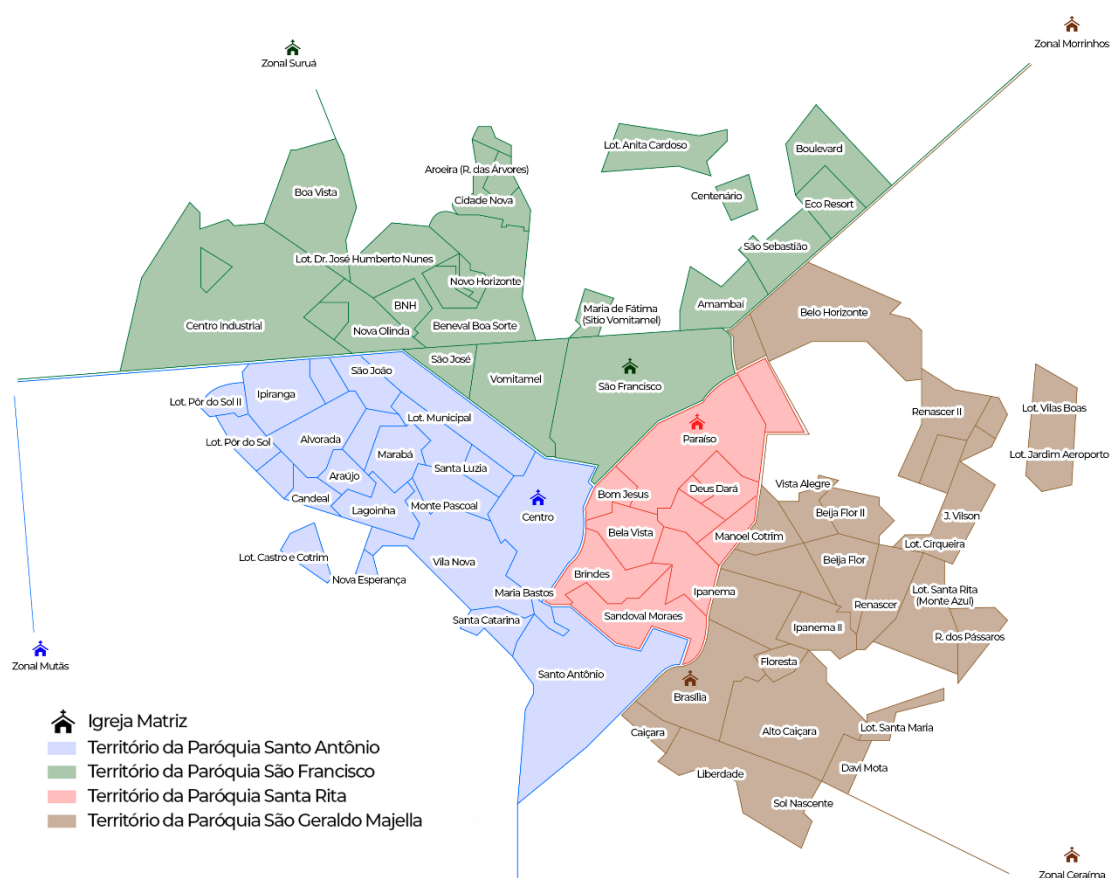 Zonal Morrinhos
Zonal Suruá
Lot. Anita Cardoso
Boulevard
Aroeira (R. das Árvores)
Boa Vista
Cidade Nova
Centenário
Eco Resort
São Sebastião
Lot. Dr. José Humberto Nunes
Novo Horizonte
BNH
Maria de Fátima
(Sitio Vomitamel)
Amambaí
Belo Horizonte
Centro Industrial
Nova Olinda
Beneval Boa Sorte
São José
São João
Vomitamel
São Francisco
Ipiranga
Lot. Pôr do Sol II
Lot. Municipal
Renascer II
Lot. Vilas Boas
Lot. Pôr do Sol
Alvorada
Paraíso
Marabá
Lot. Jardim Aeroporto
Santa Luzia
Araújo
Vista Alegre
Deus Dará
Candeal
Bom Jesus
Lagoinha
Monte Pascoal
Centro
Beija Flor II
J. Vilson
Bela Vista
Manoel Cotrim
Lot. Cirqueira
Lot. Castro e Cotrim
Vila Nova
Beija Flor
Nova Esperança
Brindes
Maria Bastos
Ipanema
Lot. Santa Rita
(Monte Azul)
Renascer
Santa Catarina
Sandoval Moraes
Ipanema II
R. dos Pássaros
Zonal Mutãs
Santo Antônio
Floresta
Brasília
Caiçara
Alto Caiçara
Lot. Santa Maria
Liberdade
Davi Mota
Sol Nascente
Igreja Matriz
Território da Paróquia Santo Antônio
Território da Paróquia São Francisco
Território da Paróquia Santa Rita
Território da Paróquia São Geraldo Majella
Zonal Ceraíma